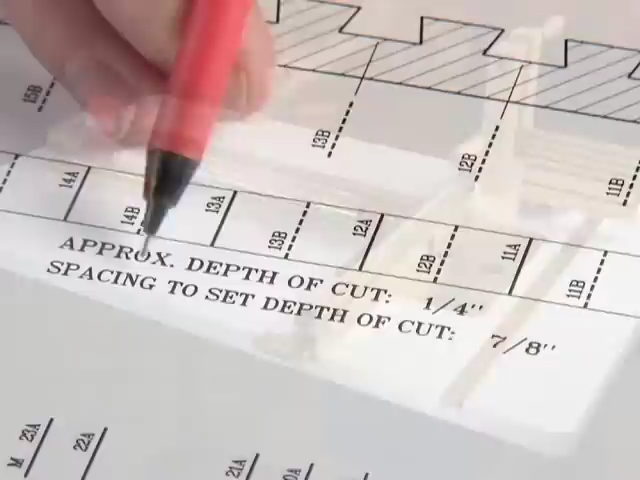 15B
13B
12B
11B
14A
14B
13A
13B
12A
12B
11A
11B
APPROX. DEPTH OF CUT: 1/4"
SPACING TO SET DEPTH OF CUT: 7/8"
M
23A
22A
21A